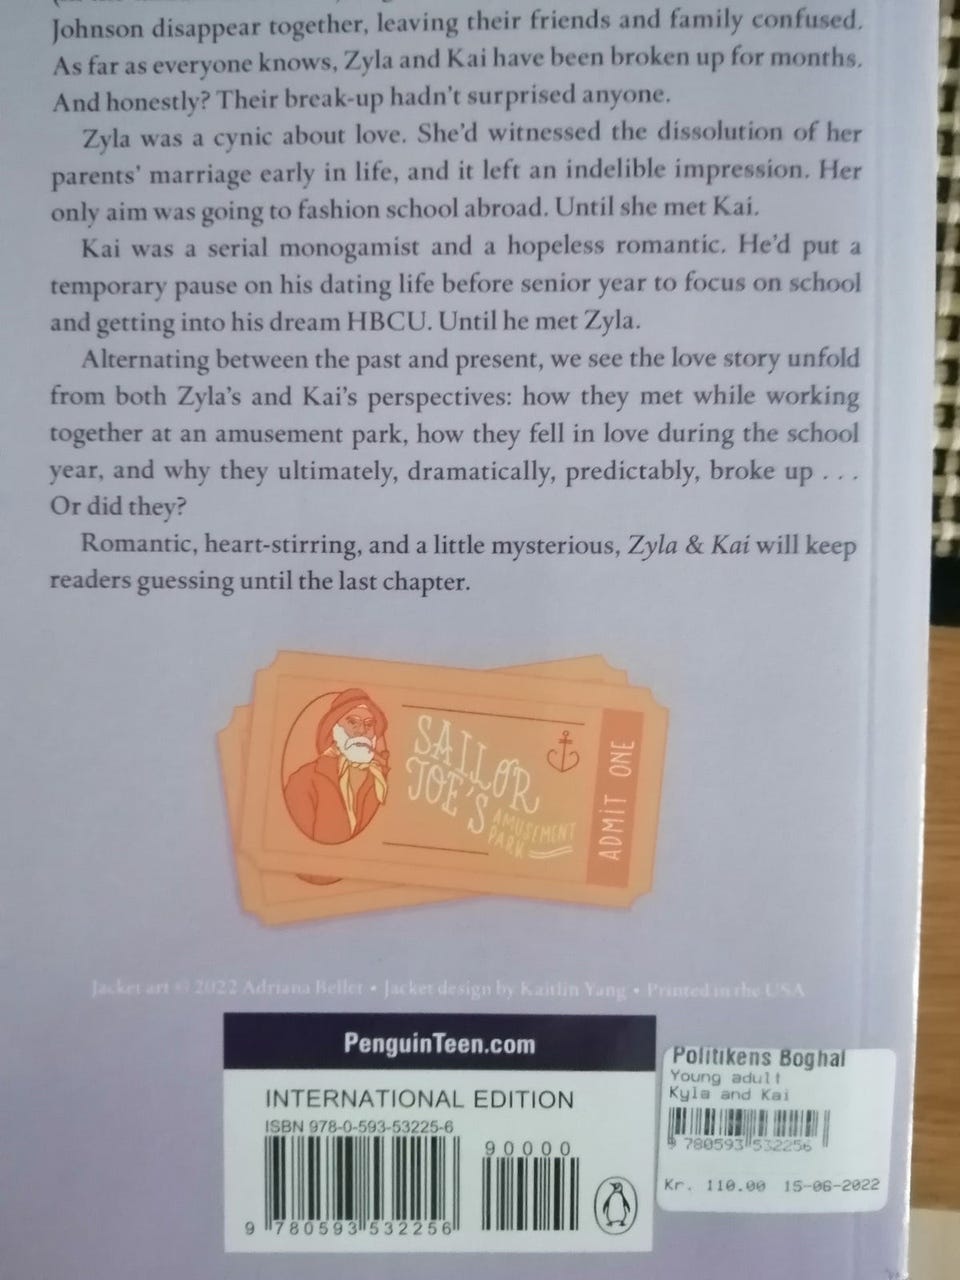 Johnson disappear together, leaving their friends and family confused.
As far as everyone knows, Zyla and Kai have been broken up for months.
And honestly? Their break-up hadn't surprised anyone.
Zyla was a cynic about love. She'd witnessed the dissolution of her
parents' marriage early in life, and it left an indelible impression. Her
only aim was going to fashion school abroad. Until she met Kai.
Kai was a serial monogamist and a hopeless romantic. He'd put a
temporary pause on his dating life before senior year to focus on school
and getting into his dream HBCU. Until he met Zyla.
Alternating between the past and present, we see the love story unfold
from both Zyla's and Kai's perspectives: how they met while working
together at an amusement park, how they fell in love during the school
year, and why they ultimately, dramatically, predictably, broke up . . .
Or did they?
Romantic, heart-stirring, and a little mysterious, Zyla & Kai will keep
readers guessing until the last chapter.
SAILOR
JOE'S
AMUSEMENT
PARK
ADMIT ONE
Jacket art © 2022 Adriana Bellet • Jacket design by Kaitlin Yang • Printed in the USA
PenguinTeen.com
INTERNATIONAL EDITION
ISBN 978-0-593-53225-6
90000
9 780593 532256
Politikens Boghal
Young adult
Kyla and Kai
9 780593 532256
Kr. 110.00 15-06-2022